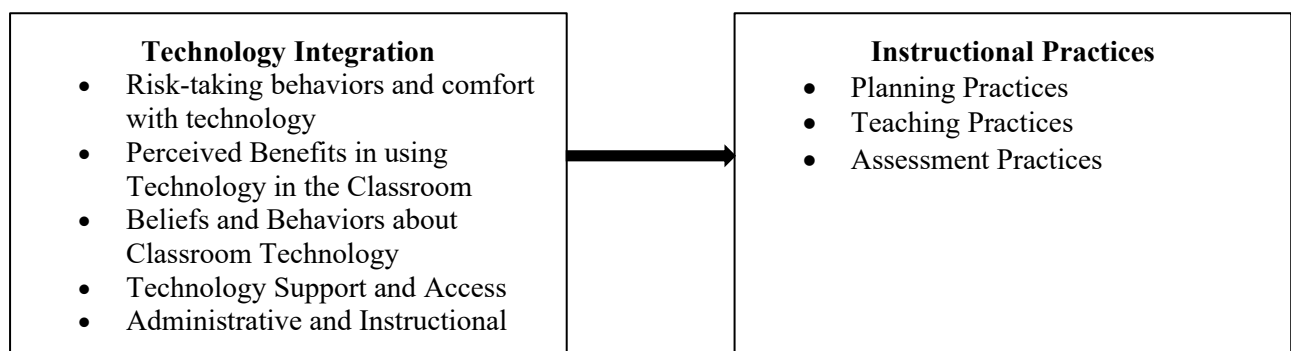 Technology Integration
• Risk-taking behaviors and comfort
with technology
• Perceived Benefits in using
Technology in the Classroom
• Beliefs and Behaviors about
Classroom Technology
• Technology Support and Access
• Administrative and Instructional
Instructional Practices
• Planning Practices
• Teaching Practices
• Assessment Practices